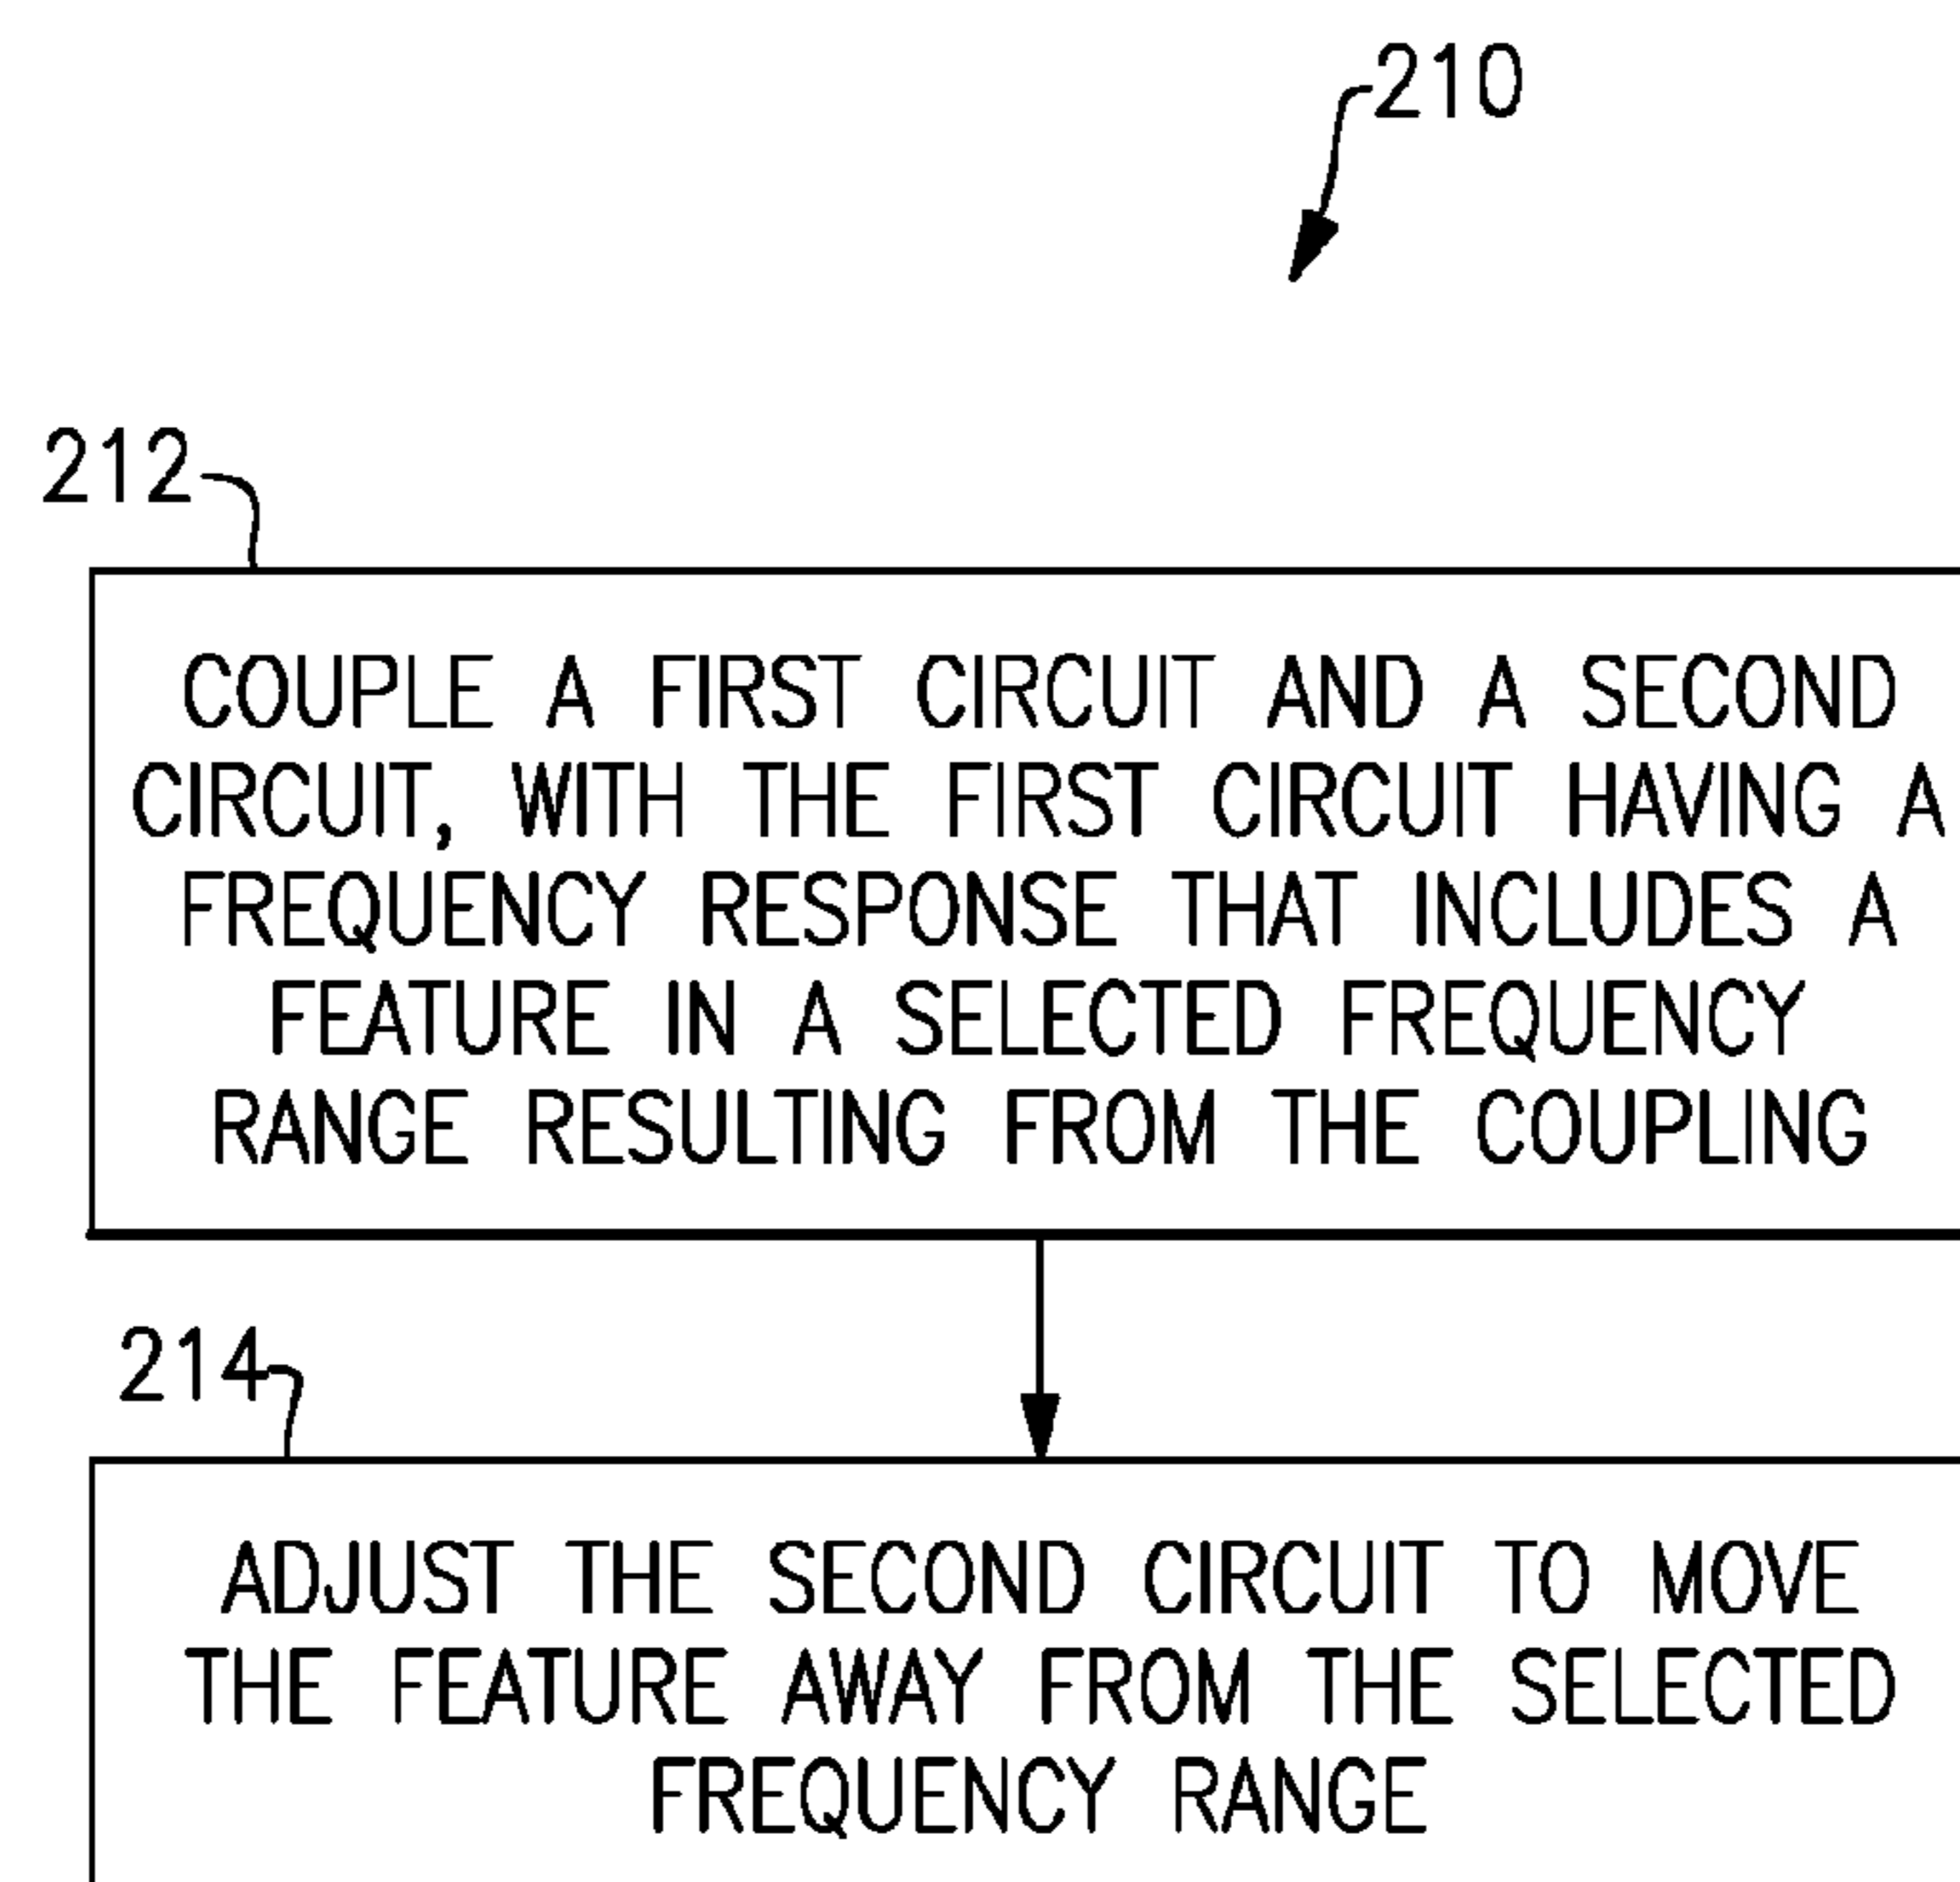 210
212
COUPLE A FIRST CIRCUIT AND A SECOND
CIRCUIT, WITH THE FIRST CIRCUIT HAVING A
FREQUENCY RESPONSE THAT INCLUDES A
FEATURE IN A SELECTED FREQUENCY
RANGE RESULTING FROM THE COUPLING
214
ADJUST THE SECOND CIRCUIT TO MOVE
THE FEATURE AWAY FROM THE SELECTED
FREQUENCY RANGE